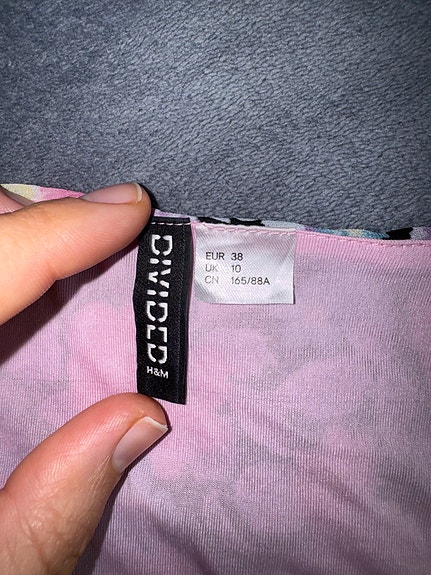 DIVIDED
H&M
EUR 38
UK 10
CN 165/88A